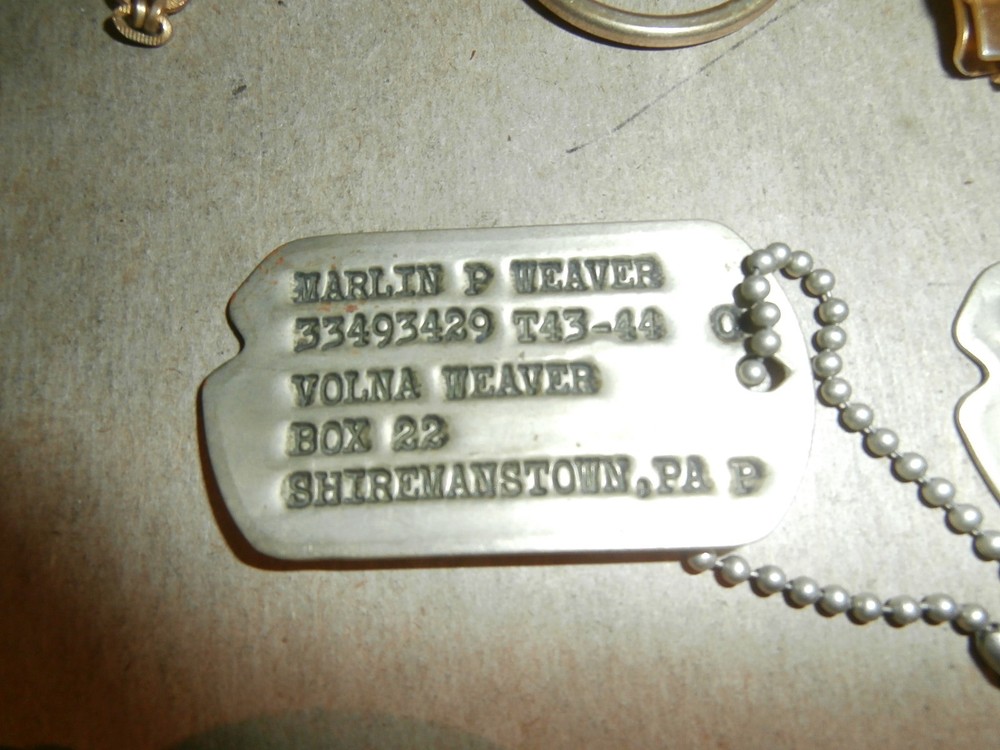 MARLIN P WEAVER
33493429 T43-44 O
VOLNA WEAVER
BOX 22
SHIREMANSTOWN,PA P